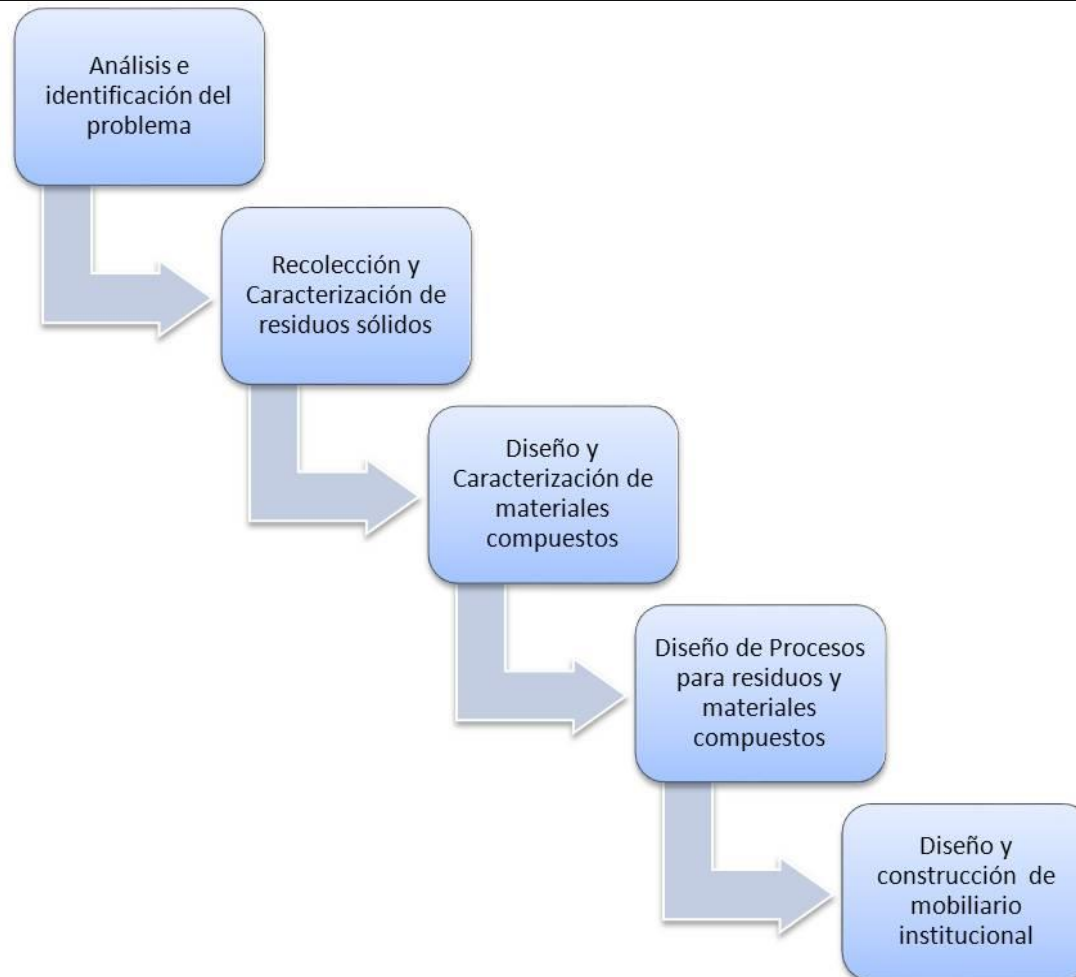 Análisis e
identificación del
problema
Recolección y
Caracterización de
residuos sólidos
Diseño y
Caracterización de
materiales
compuestos
Diseño de Procesos
para residuos y
materiales
compuestos
Diseño y
construcción de
mobiliario
institucional